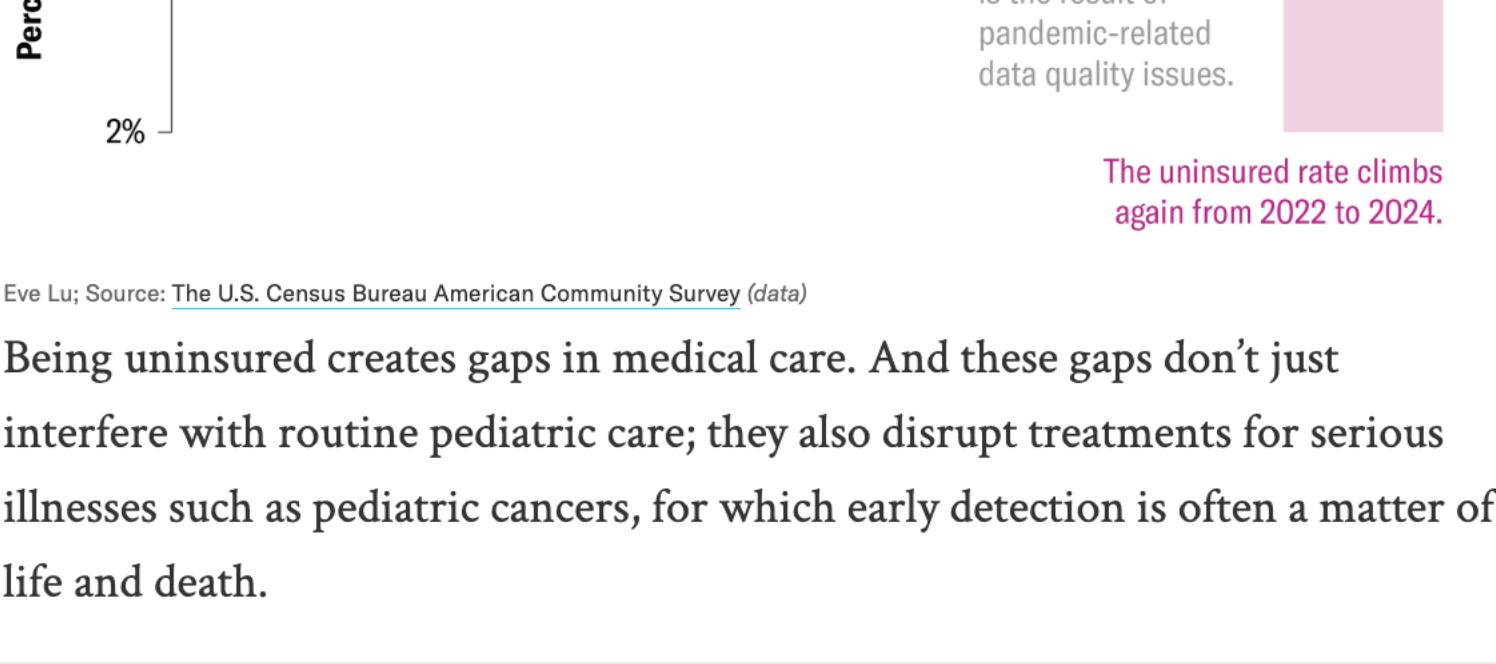 Perc
pandemic-related
data quality issues.
2%
The uninsured rate climbs
again from 2022 to 2024.
Eve Lu; Source: The U.S. Census Bureau American Community Survey (data)
Being uninsured creates gaps in medical care. And these gaps don’t just
interfere with routine pediatric care; they also disrupt treatments for serious
illnesses such as pediatric cancers, for which early detection is often a matter of
life and death.